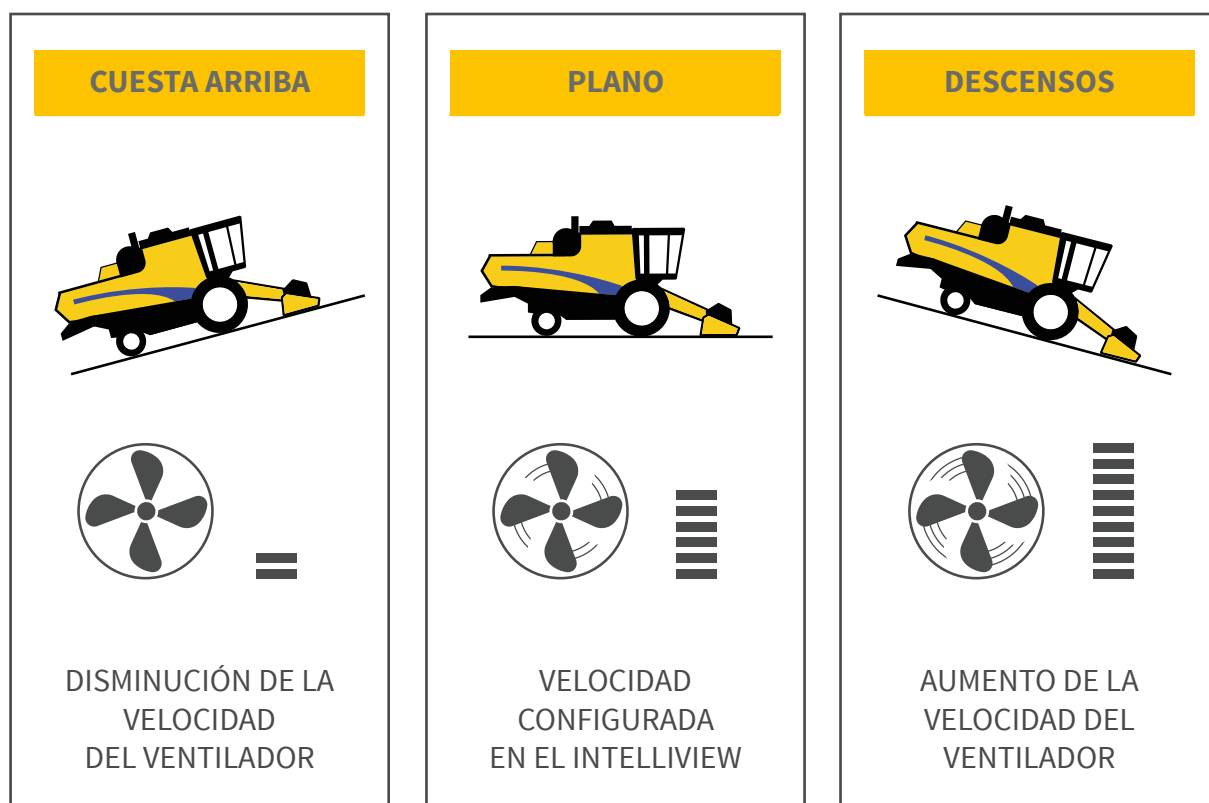 CUESTA ARRIBA
DISMINUCIÓN DE LA
VELOCIDAD
DEL VENTILADOR
PLANO
VELOCIDAD
CONFIGURADA
EN EL INTELLIVIEW
DESCENSOS
AUMENTO DE LA
VELOCIDAD DEL
VENTILADOR